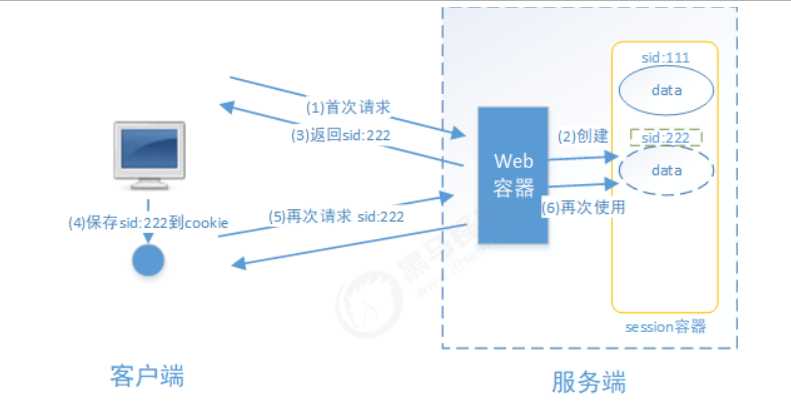 sid:111
data
(1)首次请求
(2)创建
sid:222
(3)返回sid:222
Web
容器
data
(4)保存sid:222到cookie
(5)再次请求 sid:222
(6)再次使用
黑马程
session容器
客户端
服务端